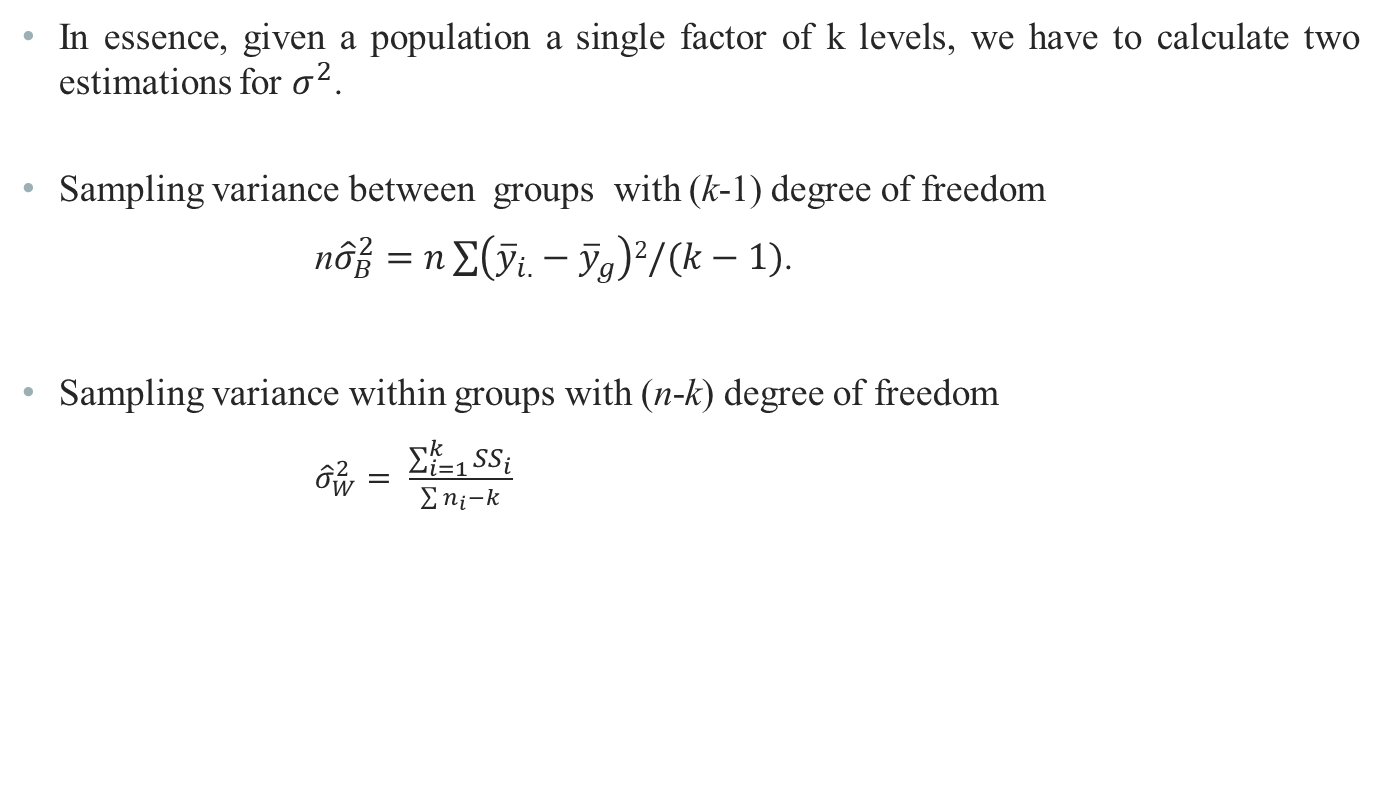 • In essence, given a population a single factor of k levels, we have to calculate two
estimations for σ².
• Sampling variance between groups with (k-1) degree of freedom
nσ̂²_B = n ∑(ȳ_i. − ȳ_g)²/(k − 1).
• Sampling variance within groups with (n-k) degree of freedom
σ̂²_W = ∑^k_{i=1} SS_i / ∑ n_i−k